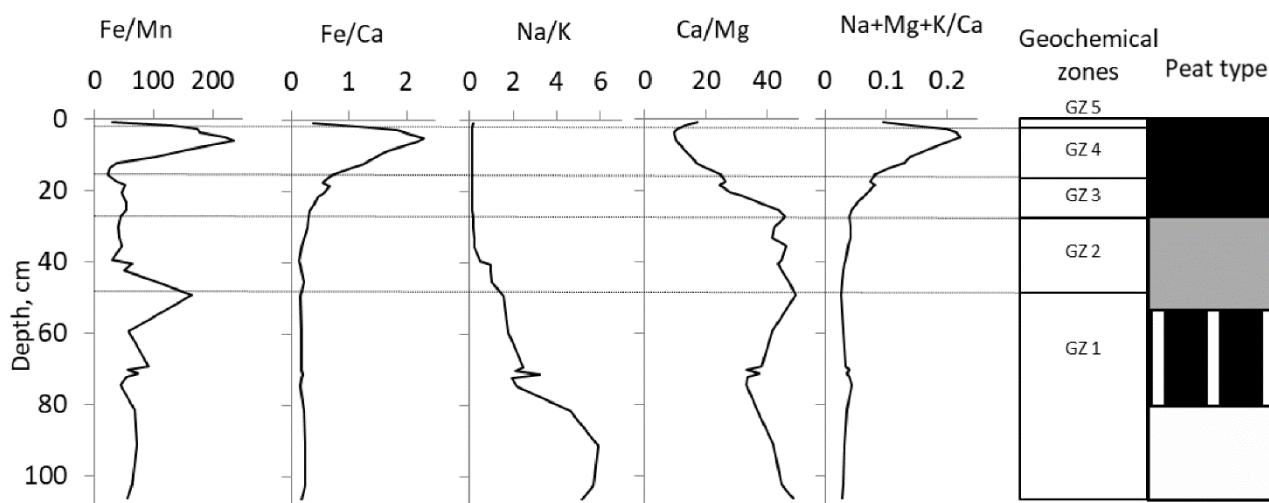 Fe/Mn
Fe/Ca
Na/K
Ca/Mg
Na+Mg+K/Ca
Geochemical
zones
Peat type
0 100 200
0 1 2
0 2 4 6
0 20 40
0 0.1 0.2
Depth, cm
0
20
40
60
80
100
GZ 5
GZ 4
GZ 3
GZ 2
GZ 1